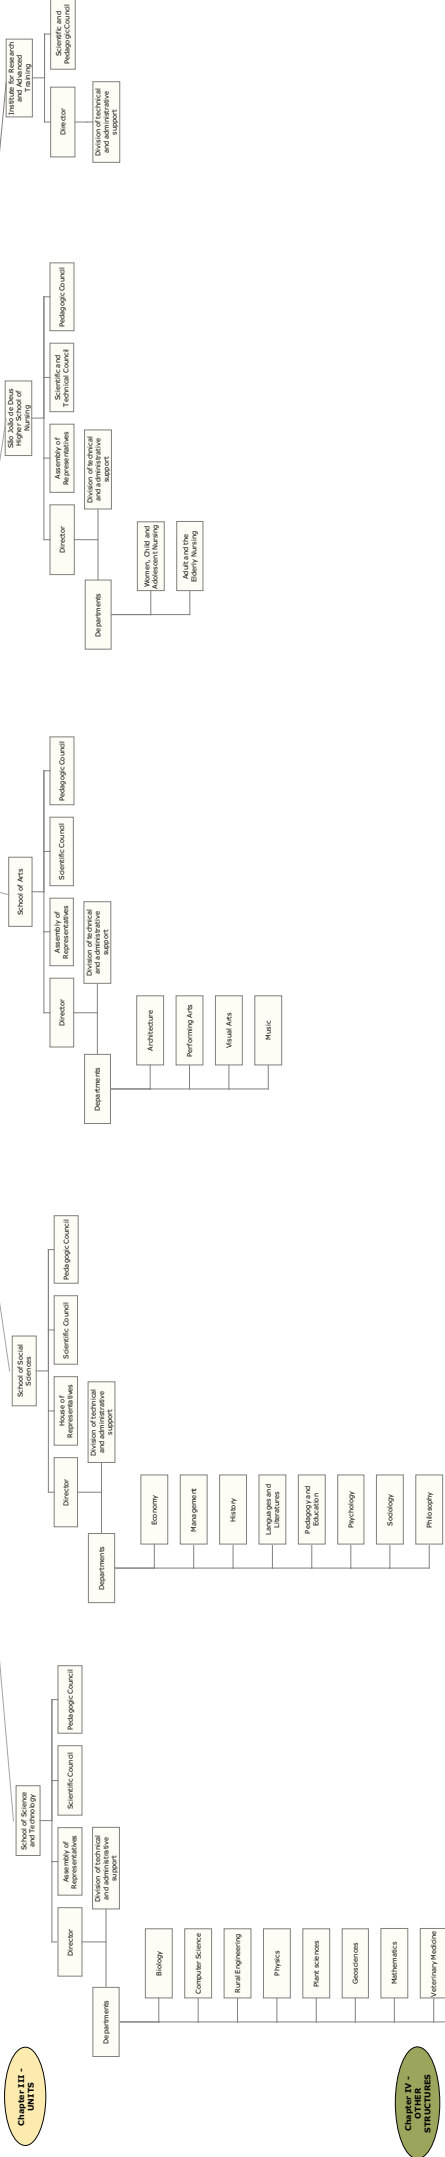 Chapter III -
UNITS
School of Science
and Technology
Director
Assembly of
Representatives
Scientific Council
Pedagogic Council
Division of technical
and administrative
support
Departments
Biology
Computer Science
Rural Engineering
Physics
Plant sciences
Geosciences
Mathematics
Veterinary Medicine
School of Social
Sciences
Director
House of
Representatives
Scientific Council
Pedagogic Council
Division of technical
and administrative
support
Departments
Economy
Management
History
Languages and
Literatures
Pedagogy and
Education
Psychology
Sociology
Philosophy
School of Arts
Director
Assembly of
Representatives
Scientific Council
Pedagogic Council
Division of technical
and administrative
support
Departments
Architecture
Performing Arts
Visual Arts
Music
São João de Deus
Higher School of
Nursing
Director
Assembly of
Representatives
Scientific and
Technical Council
Pedagogic Council
Division of technical
and administrative
support
Departments
Women, Child and
Adolescent Nursing
Adult and the
Elderly Nursing
Institute for Research
and Advanced
Training
Director
Scientific and
PedagogicCouncil
Division of technical
and administrative
support
Chapter IV -
OTHER
STRUCTURES